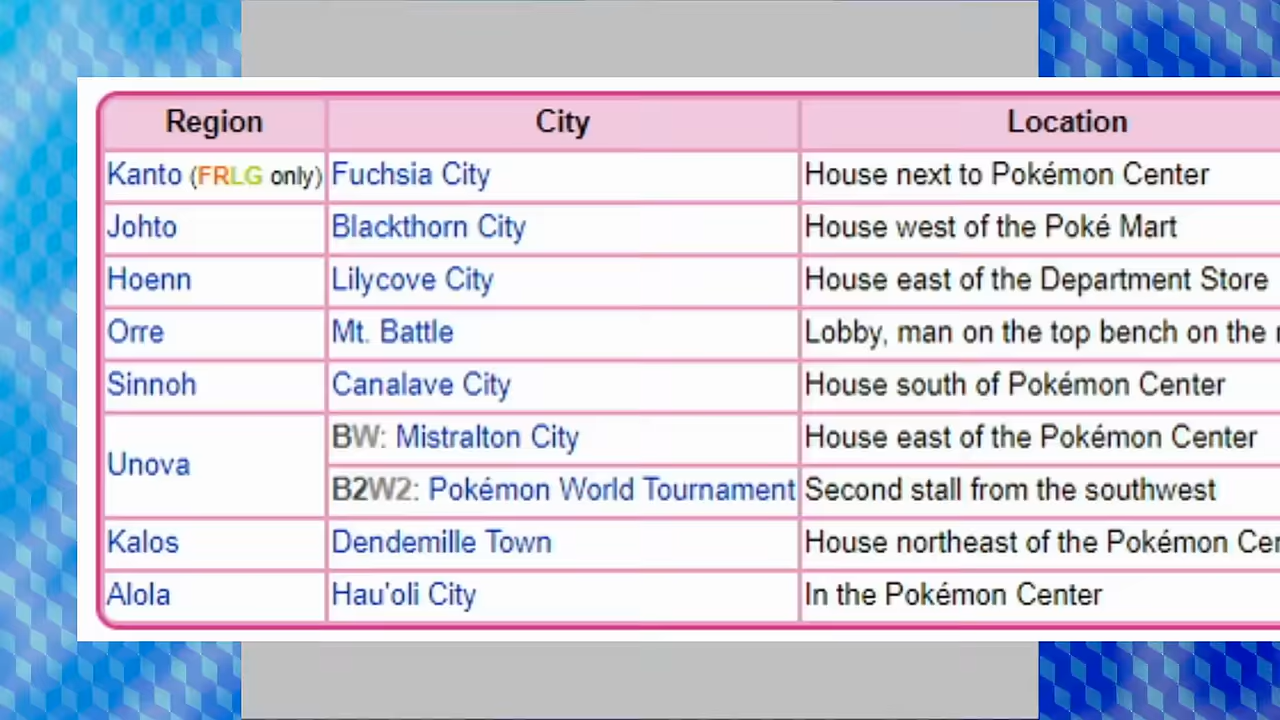 Region City Location
Kanto (FRLG only) Fuchsia City House next to Pokémon Center
Johto Blackthorn City House west of the Poké Mart
Hoenn Lilycove City House east of the Department Store
Orre Mt. Battle Lobby, man on the top bench on the
Sinnoh Canalave City House south of Pokémon Center
Unova BW: Mistralton City House east of the Pokémon Center
B2W2: Pokémon World Tournament Second stall from the southwest
Kalos Dendemille Town House northeast of the Pokémon
Alola Hau'oli City In the Pokémon Center